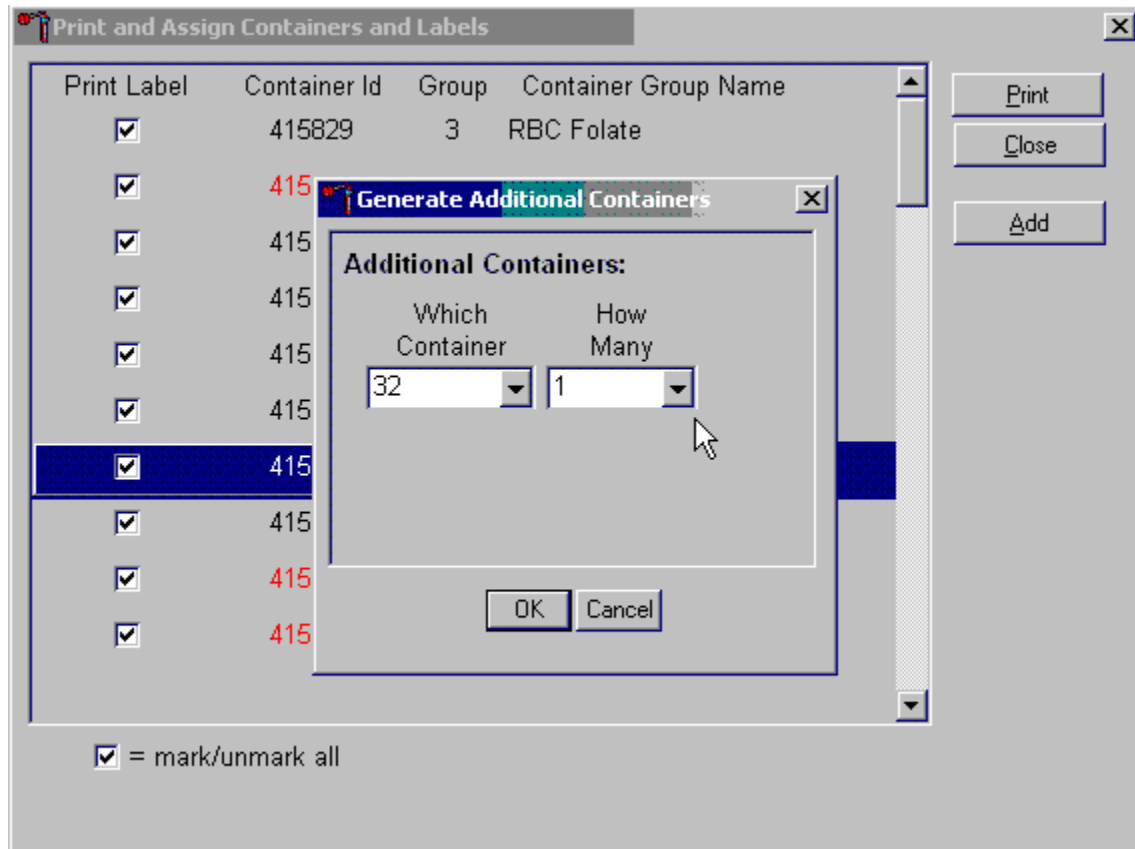 Print and Assign Containers and Labels
Print Label Container Id Group Container Group Name
415829 3 RBC Folate
415
415
415
415
415
415
415
415
415
Generate Additional Containers
Additional Containers:
Which Container
How Many
32
1
OK
Cancel
Print
Close
Add
= mark/unmark all